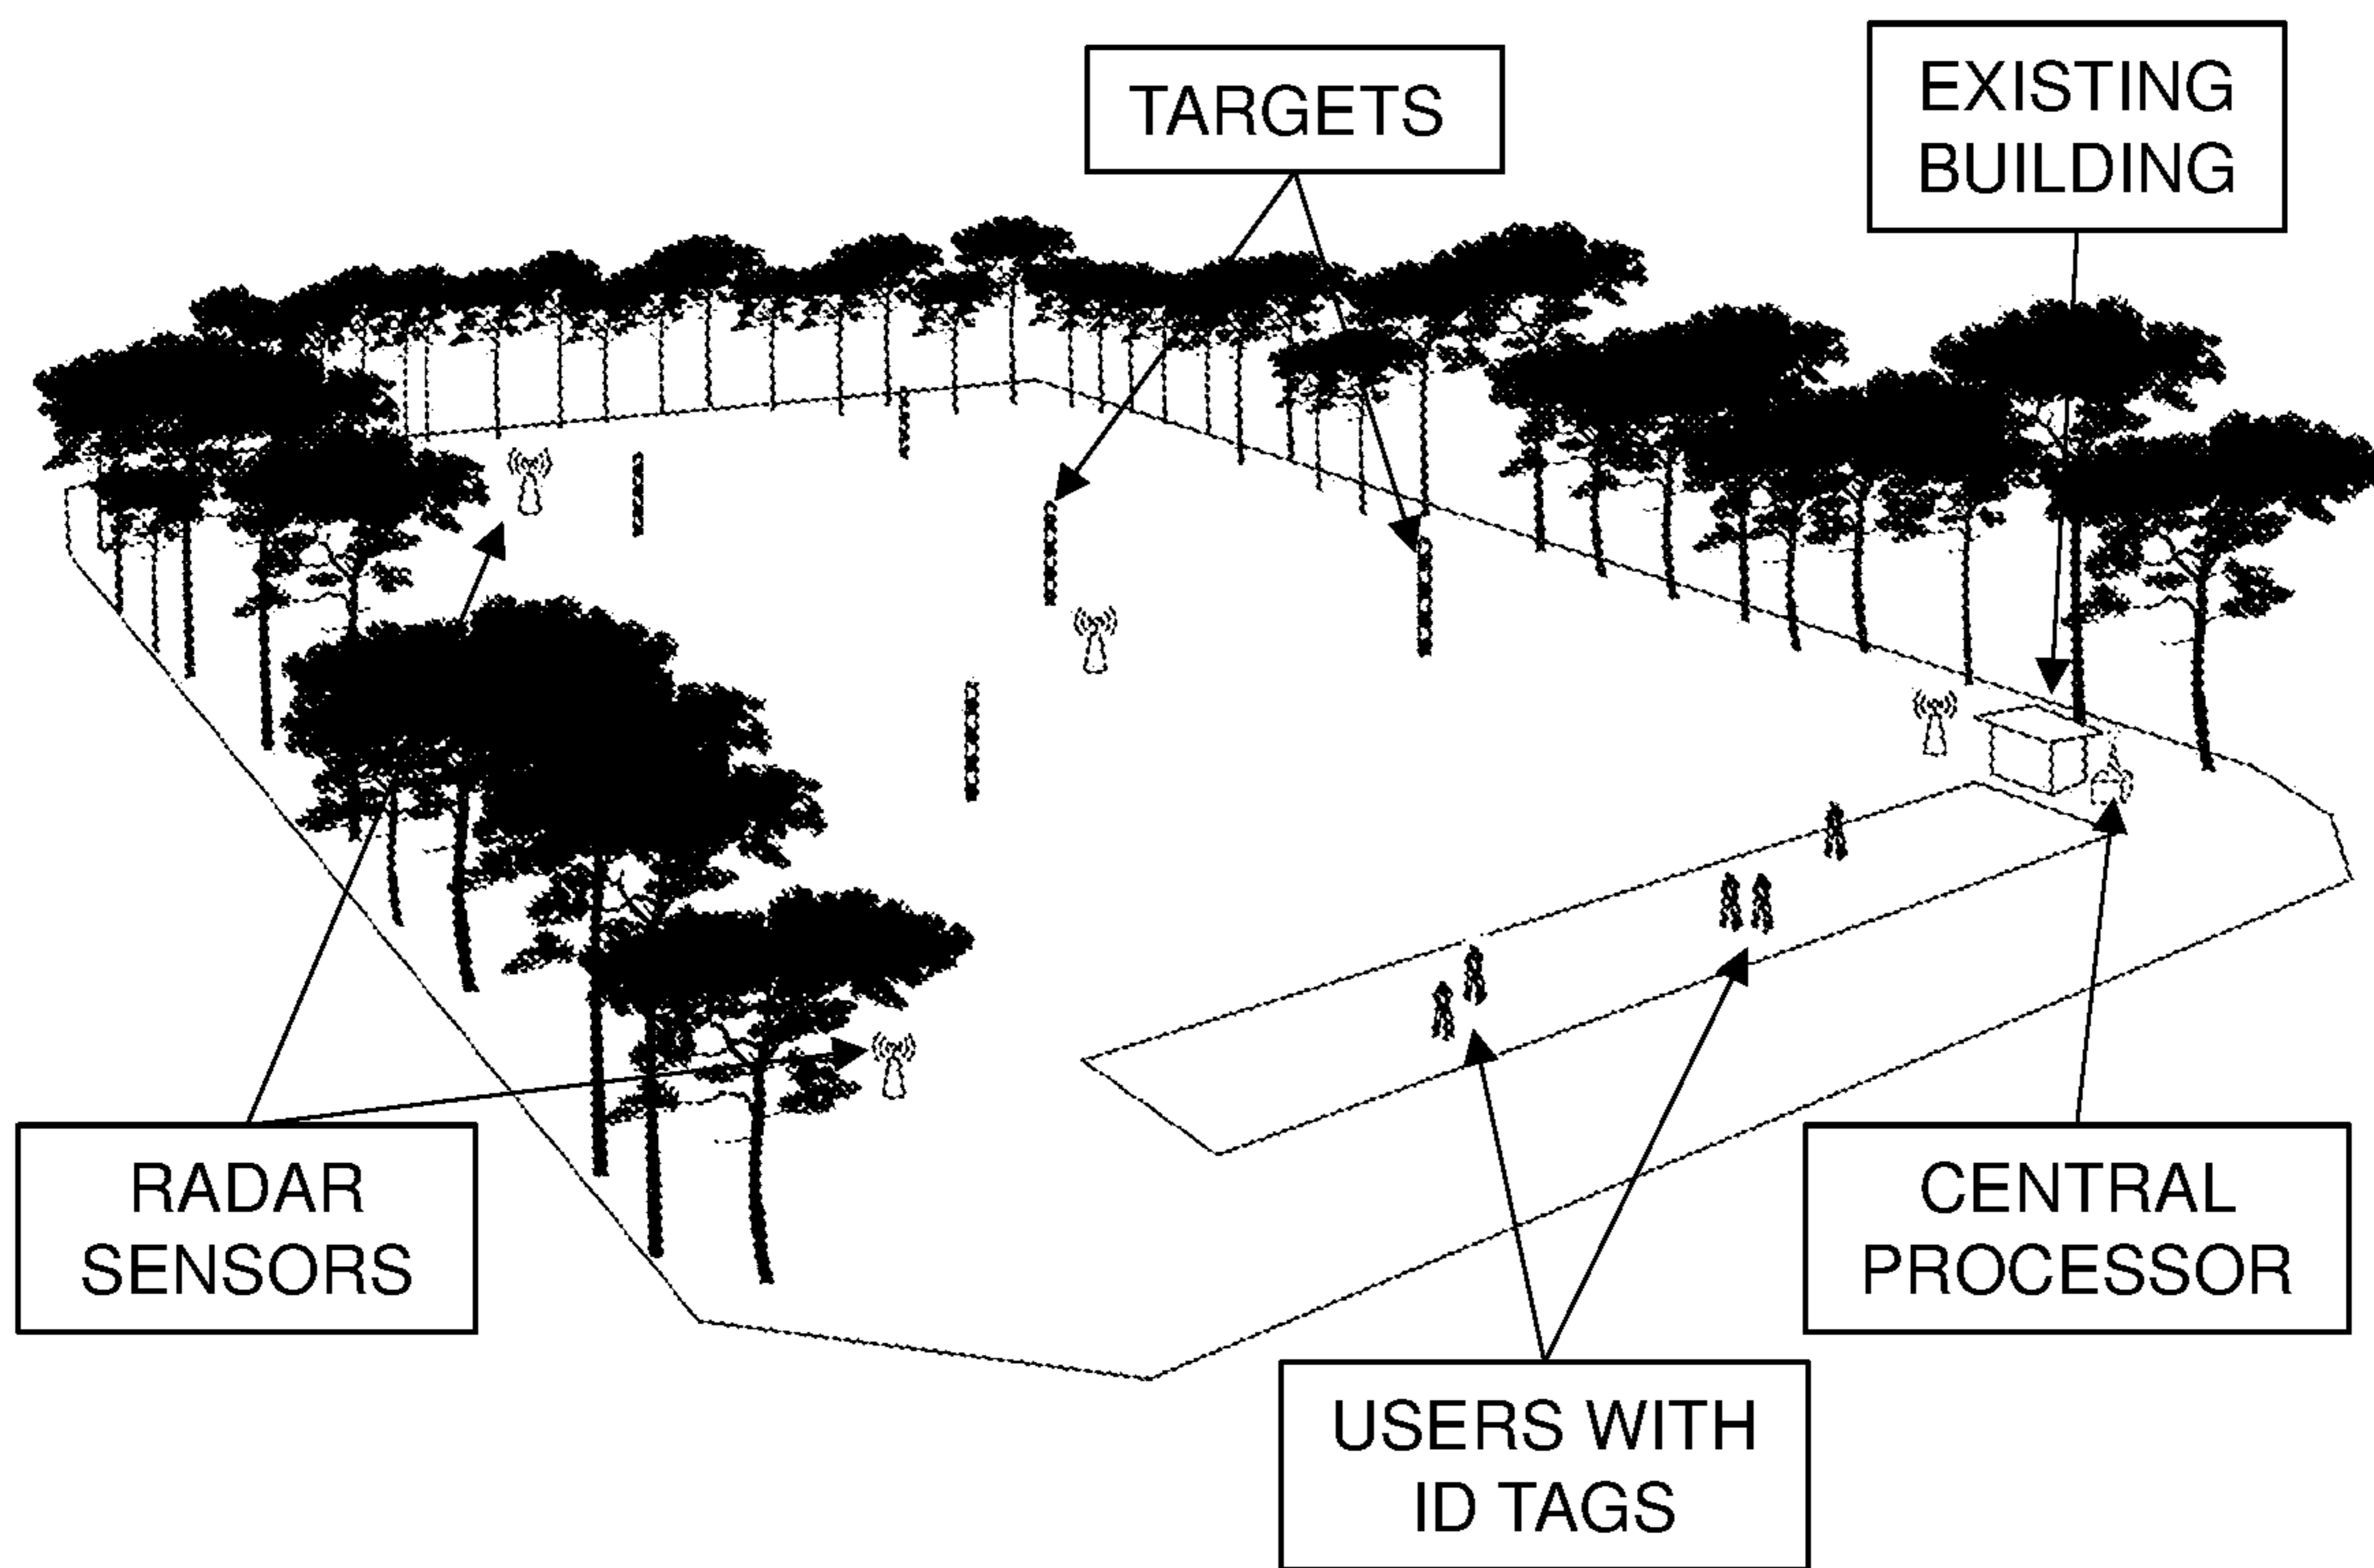 TARGETS
EXISTING
BUILDING
RADAR
SENSORS
CENTRAL
PROCESSOR
USERS WITH
ID TAGS